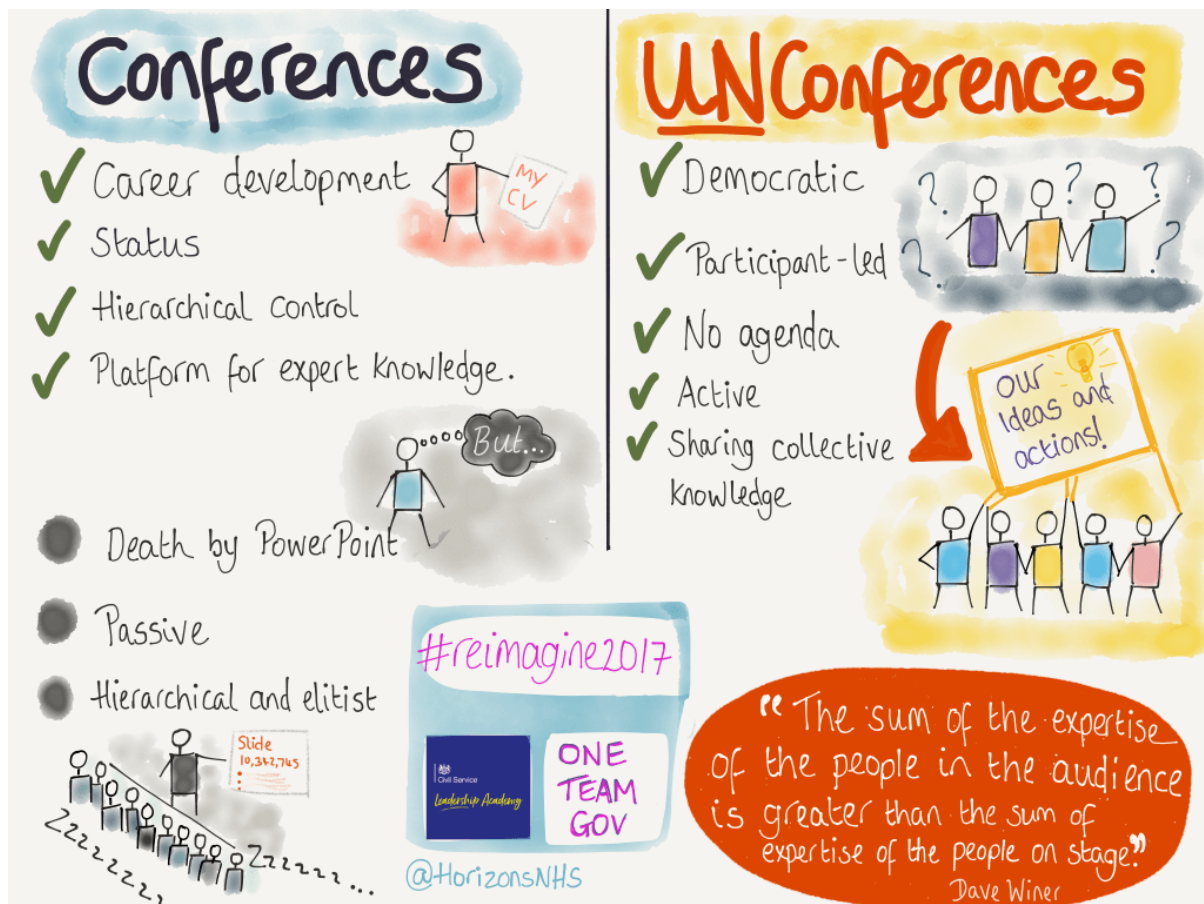 Conferences
Career development
MY
CV
Status
Hierarchical control
Platform for expert knowledge.
But...
Death by PowerPoint
Passive
Hierarchical and elitist
Slide
10,342,745
ZZzzzzzzz
Zzzzzz...
UNConferences
Democratic
? ? ? ? ?
Participant-led
No agenda
Active
Sharing collective
knowledge
Our
ideas and
actions!
#reimagine2017
Civil Service
Leadership Academy
ONE
TEAM
GOV
@HorizonsNHS
"The sum of the expertise
of the people in the audience
is greater than the sum of
expertise of the people on stage."
Dave Winer